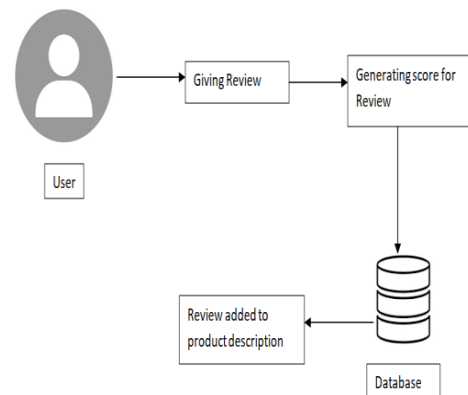 Giving Review
Generating score for
Review
User
Review added to
product description
Database